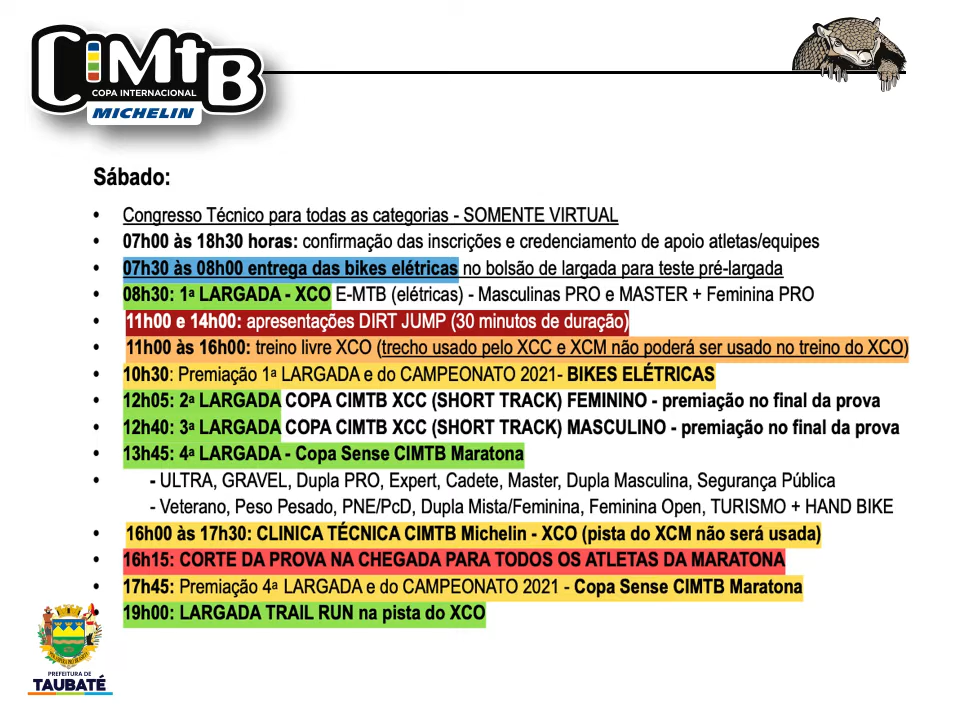 CIMTB
COPA INTERNACIONAL
MICHELIN
Sábado:
• Congresso Técnico para todas as categorias - SOMENTE VIRTUAL
• 07h00 às 18h30 horas: confirmação das inscrições e credenciamento de apoio atletas/equipes
• 07h30 às 08h00 entrega das bikes elétricas no bolsão de largada para teste pré-largada
• 08h30: 1ª LARGADA - XCO E-MTB (elétricas) - Masculinas PRO e MASTER + Feminina PRO
• 11h00 e 14h00: apresentações DIRT JUMP (30 minutos de duração)
• 11h00 às 16h00: treino livre XCO (trecho usado pelo XCC e XCM não poderá ser usado no treino do XCO)
• 10h30: Premiação 1ª LARGADA e do CAMPEONATO 2021- BIKES ELÉTRICAS
• 12h05: 2ª LARGADA COPA CIMTB XCC (SHORT TRACK) FEMININO - premiação no final da prova
• 12h40: 3ª LARGADA COPA CIMTB XCC (SHORT TRACK) MASCULINO - premiação no final da prova
• 13h45: 4ª LARGADA - Copa Sense CIMTB Maratona
• - ULTRA, GRAVEL, Dupla PRO, Expert, Cadete, Master, Dupla Masculina, Segurança Pública
- Veterano, Peso Pesado, PNE/PcD, Dupla Mista/Feminina, Feminina Open, TURISMO + HAND BIKE
• 16h00 às 17h30: CLINICA TÉCNICA CIMTB Michelin - XCO (pista do XCM não será usada)
• 16h15: CORTE DA PROVA NA CHEGADA PARA TODOS OS ATLETAS DA MARATONA
• 17h45: Premiação 4ª LARGADA e do CAMPEONATO 2021 - Copa Sense CIMTB Maratona
• 19h00: LARGADA TRAIL RUN na pista do XCO
PREFEITURA DE
TAUBATÉ